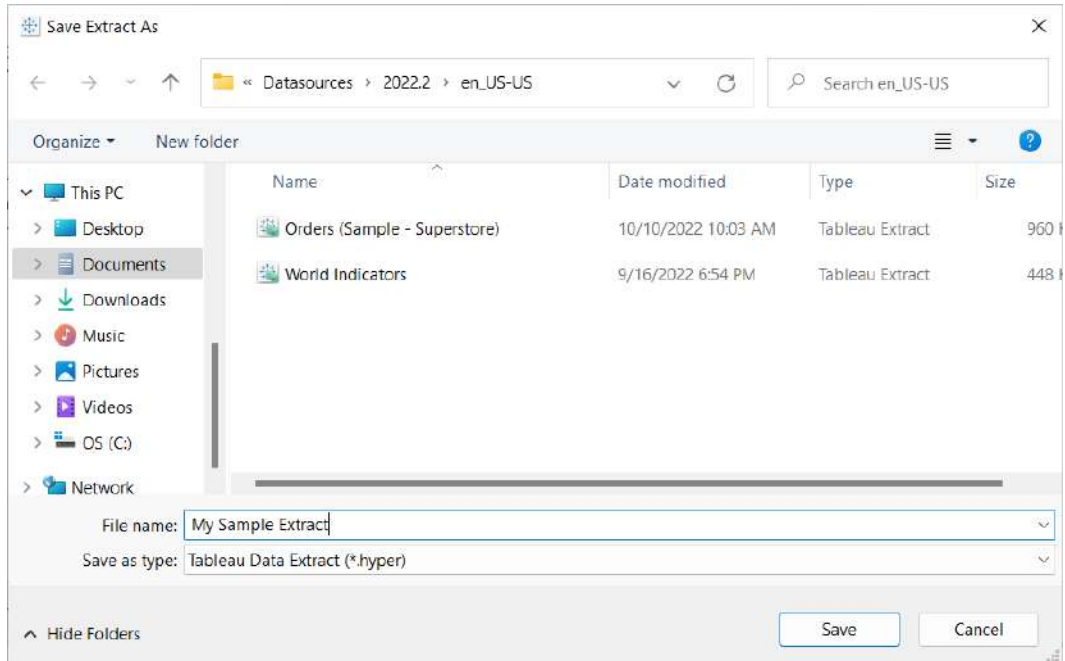 Save Extract As
« Datasources > 2022.2 > en_US-US
Search en_US-US
Organize
New folder
Name
Date modified
Type
Size
This PC
Desktop
Documents
Downloads
Music
Pictures
Videos
OS (C:)
Network
Orders (Sample - Superstore) 10/10/2022 10:03 AM Tableau Extract 960
World Indicators 9/16/2022 6:54 PM Tableau Extract 448
File name: My Sample Extract
Save as type: Tableau Data Extract (*.hyper)
Hide Folders
Save
Cancel